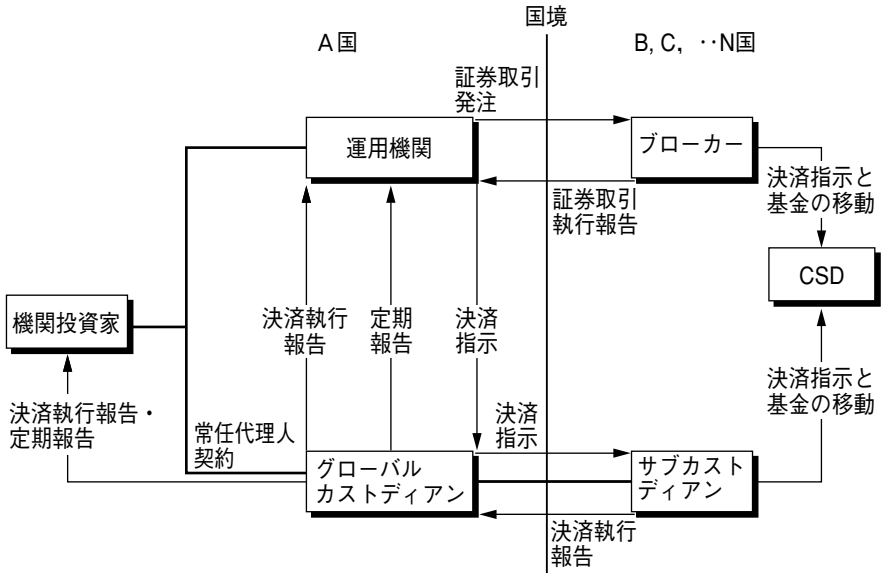 国境
A国
B, C, ‥N国
証券取引
発注
運用機関
ブローカー
証券取引
執行報告
決済指示と
基金の移動
CSD
機関投資家
決済執行
報告
定期
報告
決済
指示
決済指示と
基金の移動
決済執行報告・
定期報告
常任代理人
契約
決済
指示
グローバル
カストディアン
サブカスト
ディアン
決済執行
報告